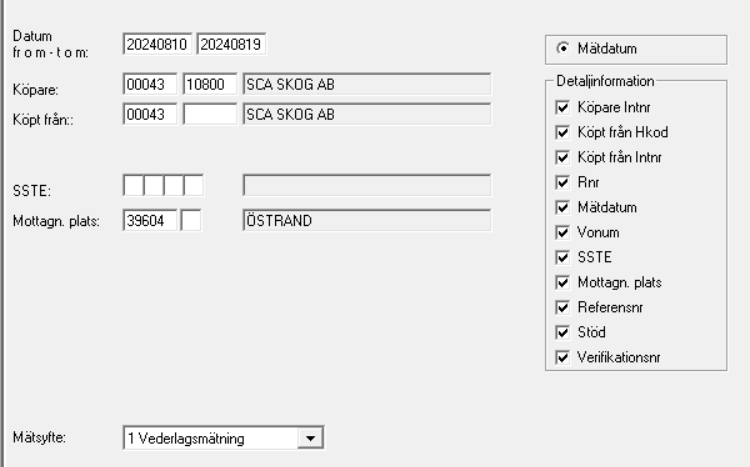 Datum
from-tom: 20240810 20240819
Köpare: 00043 10800 SCA SKOG AB
Köpt från:: 00043 SCA SKOG AB
SSTE:
Mottagn. plats: 39604 ÖSTRAND
Mätsyfte: 1 Vederlagsmätning
Mätdatum
Detaljinformation
Köpare Intnr
Köpt från Hkod
Köpt från Intnr
Rnr
Mätdatum
Vonum
SSTE
Mottagn. plats
Referensnr
Stöd
Verifikationsnr